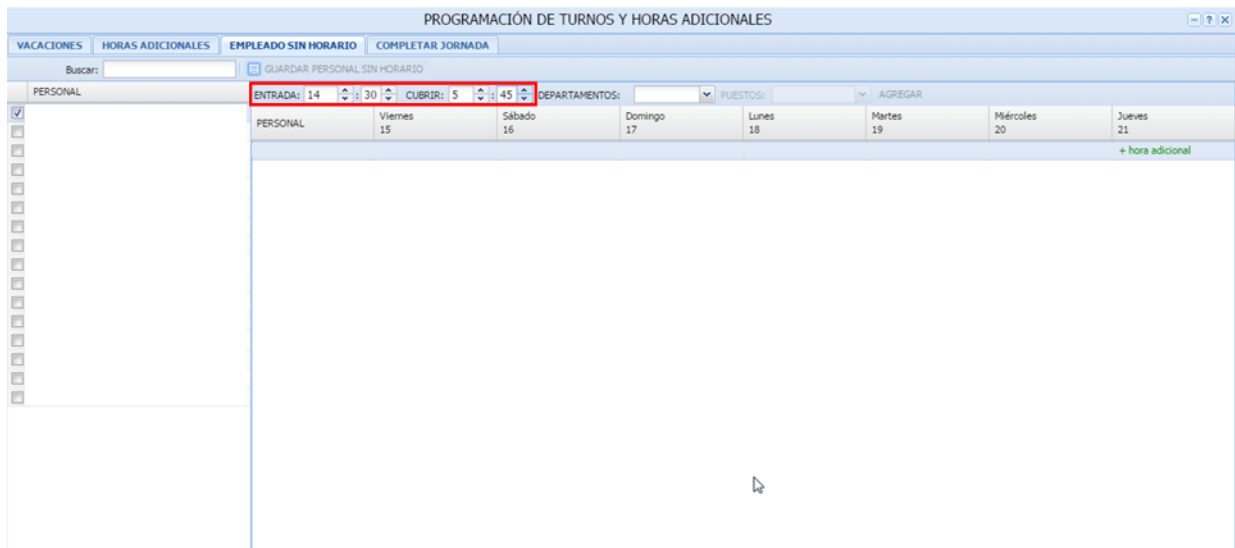 PROGRAMACIÓN DE TURNOS Y HORAS ADICIONALES
VACACIONES HORAS ADICIONALES EMPLEADO SIN HORARIO COMPLETAR JORNADA
Buscar: GUARDAR PERSONAL SIN HORARIO
PERSONAL
ENTRADA: 14 : 30 CUBRIR: 5 : 45 DEPARTAMENTOS: PUESTOS: AGREGAR
PERSONAL Viernes 15 Sábado 16 Domingo 17 Lunes 18 Martes 19 Miércoles 20 Jueves 21
+ hora adicional